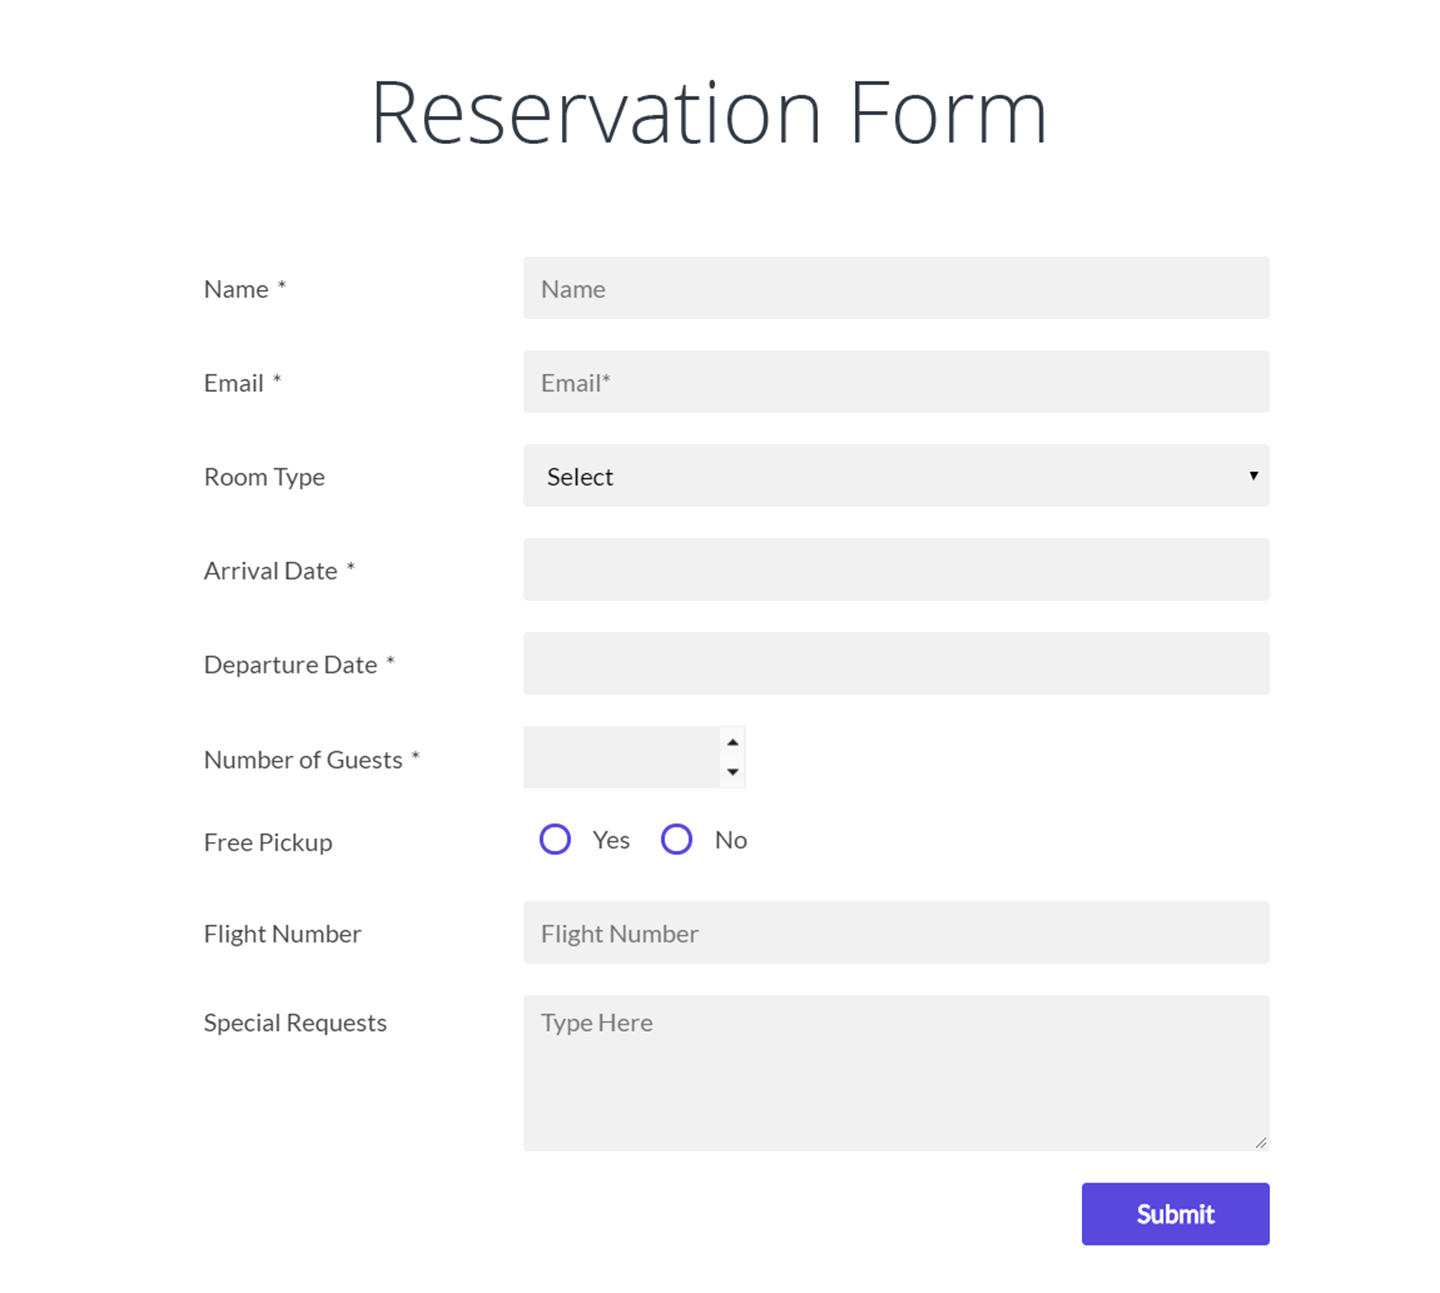 Reservation Form
Name * Name
Email * Email*
Room Type Select
Arrival Date *
Departure Date *
Number of Guests *
Free Pickup Yes No
Flight Number Flight Number
Special Requests Type Here
Submit